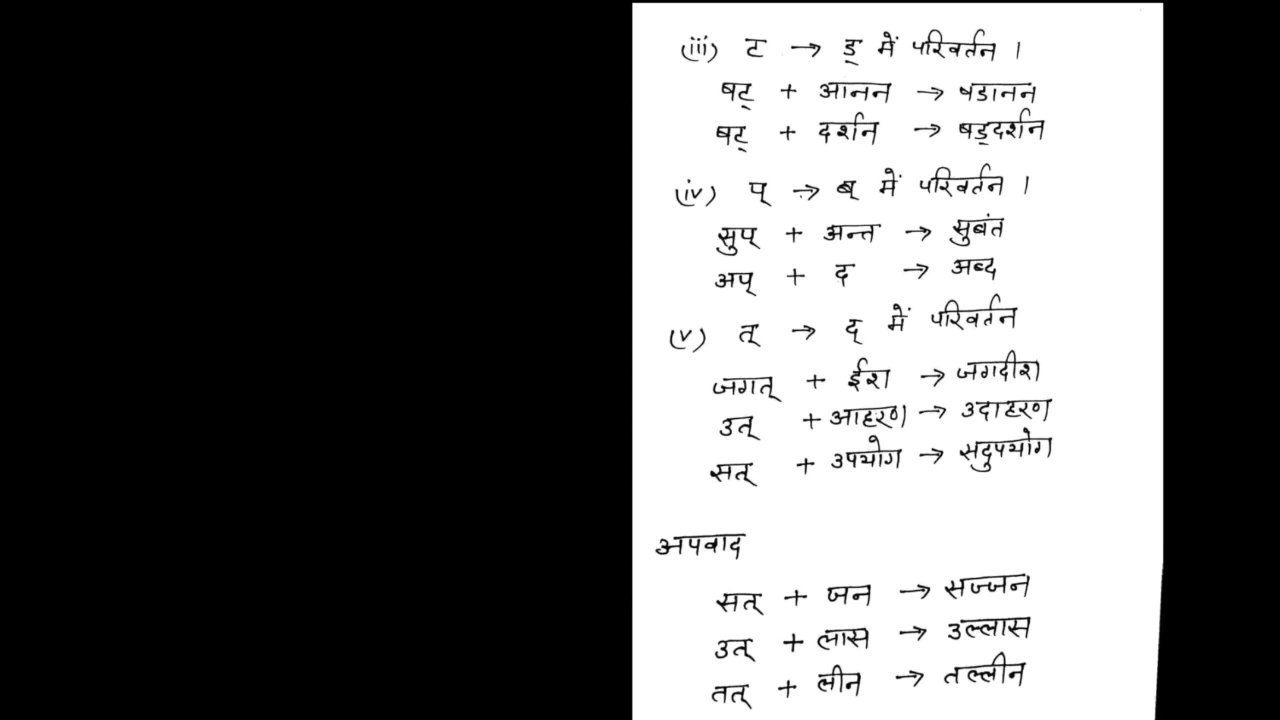 (iii) ट → ड् में परिवर्तन ।
षट् + आनन → षडानन
षट् + दर्शन → षड्दर्शन
(iv) प् → ब् में परिवर्तन ।
सुप् + अन्त → सुबंत
अप् + द → अब्द
(v) त् → द् में परिवर्तन
जगत् + ईश → जगदीश
उत् + आहरण → उदाहरण
सत् + उपयोग → सदुपयोग
अपवाद
सत् + जन → सज्जन
उत् + लास → उल्लास
तत् + लीन → तल्लीन